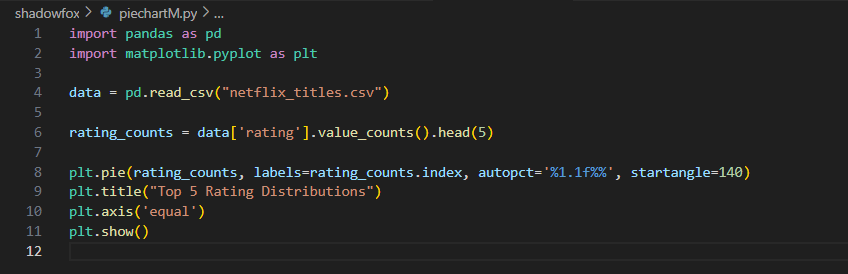 shadowfox > piechartM.py > ...
1 import pandas as pd
2 import matplotlib.pyplot as plt
3
4 data = pd.read_csv("netflix_titles.csv")
5
6 rating_counts = data['rating'].value_counts().head(5)
7
8 plt.pie(rating_counts, labels=rating_counts.index, autopct='%1.1f%%', startangle=140)
9 plt.title("Top 5 Rating Distributions")
10 plt.axis('equal')
11 plt.show()
12